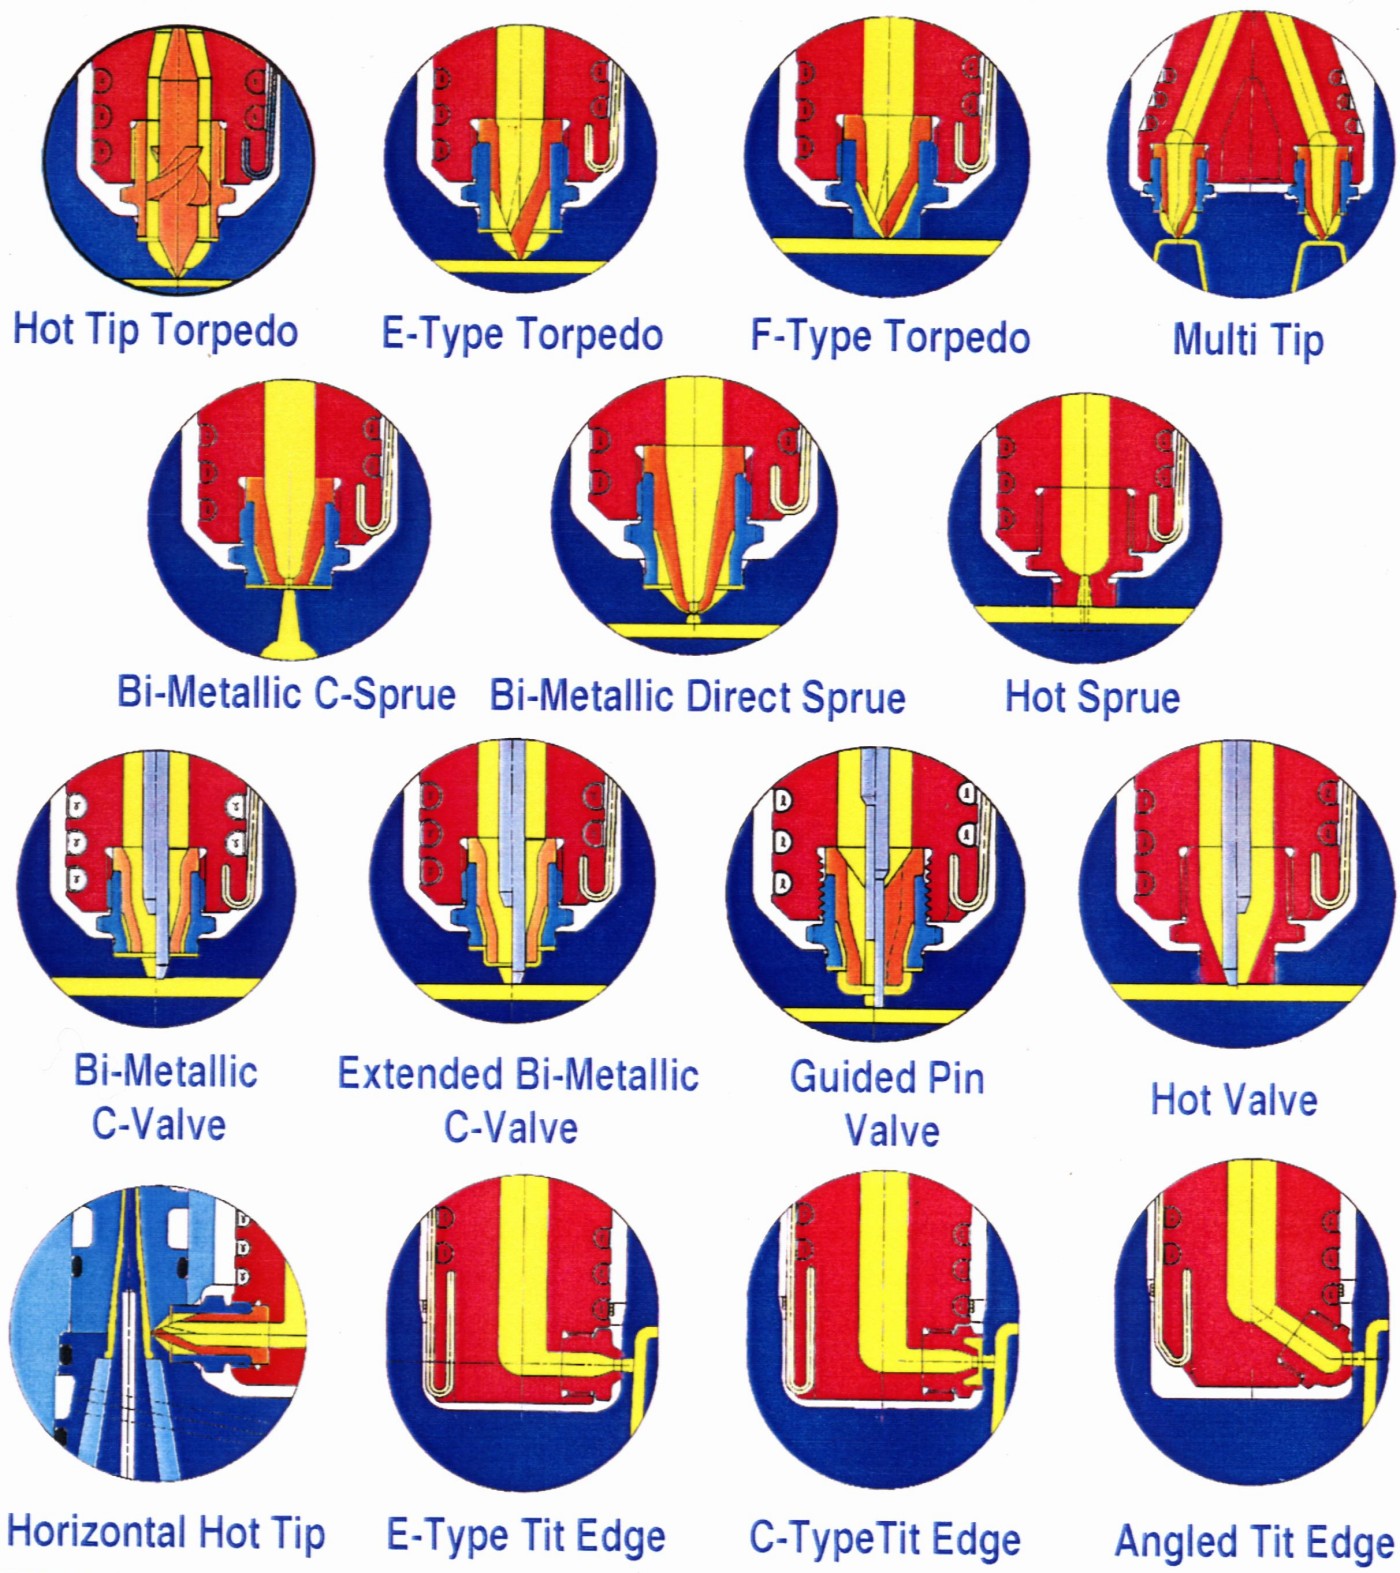 Hot Tip Torpedo
E-Type Torpedo
F-Type Torpedo
Multi Tip
Bi-Metallic C-Sprue
Bi-Metallic Direct Sprue
Hot Sprue
Bi-Metallic
C-Valve
Extended Bi-Metallic
C-Valve
Guided Pin
Valve
Hot Valve
Horizontal Hot Tip
E-Type Tit Edge
C-TypeTit Edge
Angled Tit Edge